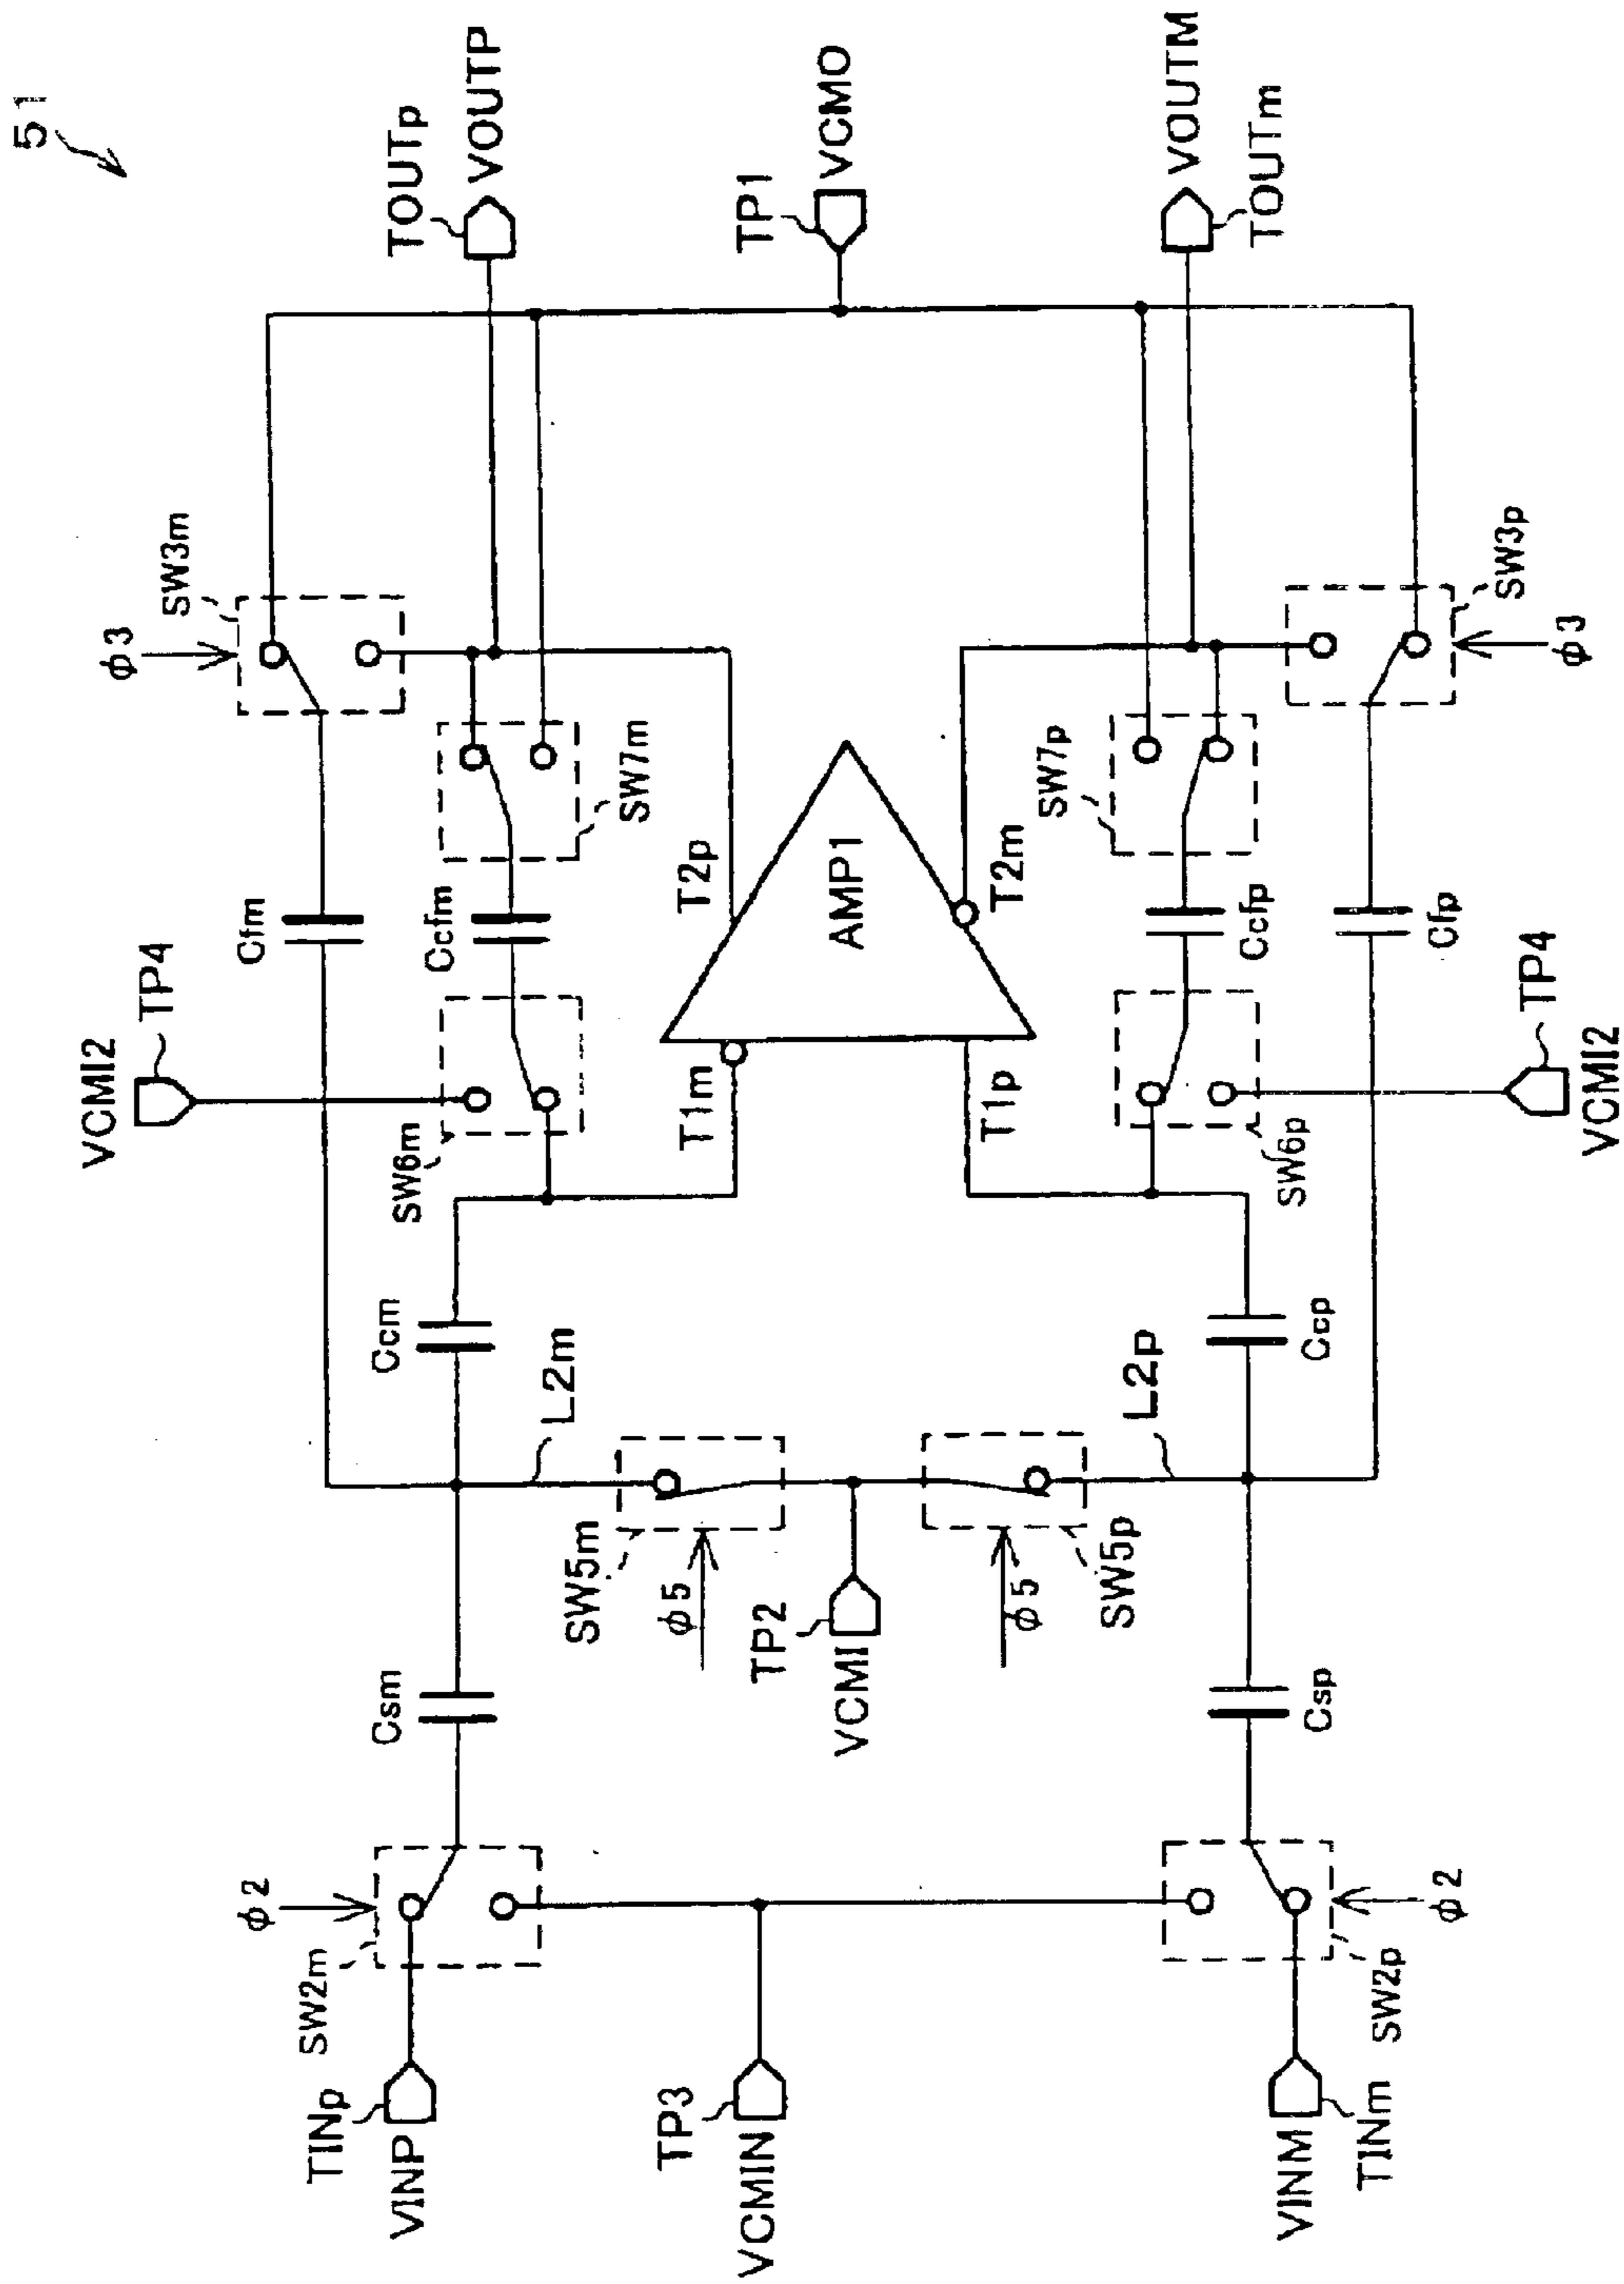 51
TOUTp
VOUTP
TP1
VCMO
VOUTM
TOUTm
φ3
SW3m
SW7m
SW7p
SW3p
φ3
Cfm
Ccfm
T2p
AMP1
T2m
Ccfp
Cfp
VCMI2
TP4
SW6m
T1m
T1p
SW6p
TP4
VCMI2
Ccm
L2m
L2p
Ccp
SW5m
φ5
TP2
VCMI
φ5
SW5p
Csm
Csp
φ2
SW2m
SW2p
φ2
TINp
VINP
TP3
VCMIN
VINM
TINm